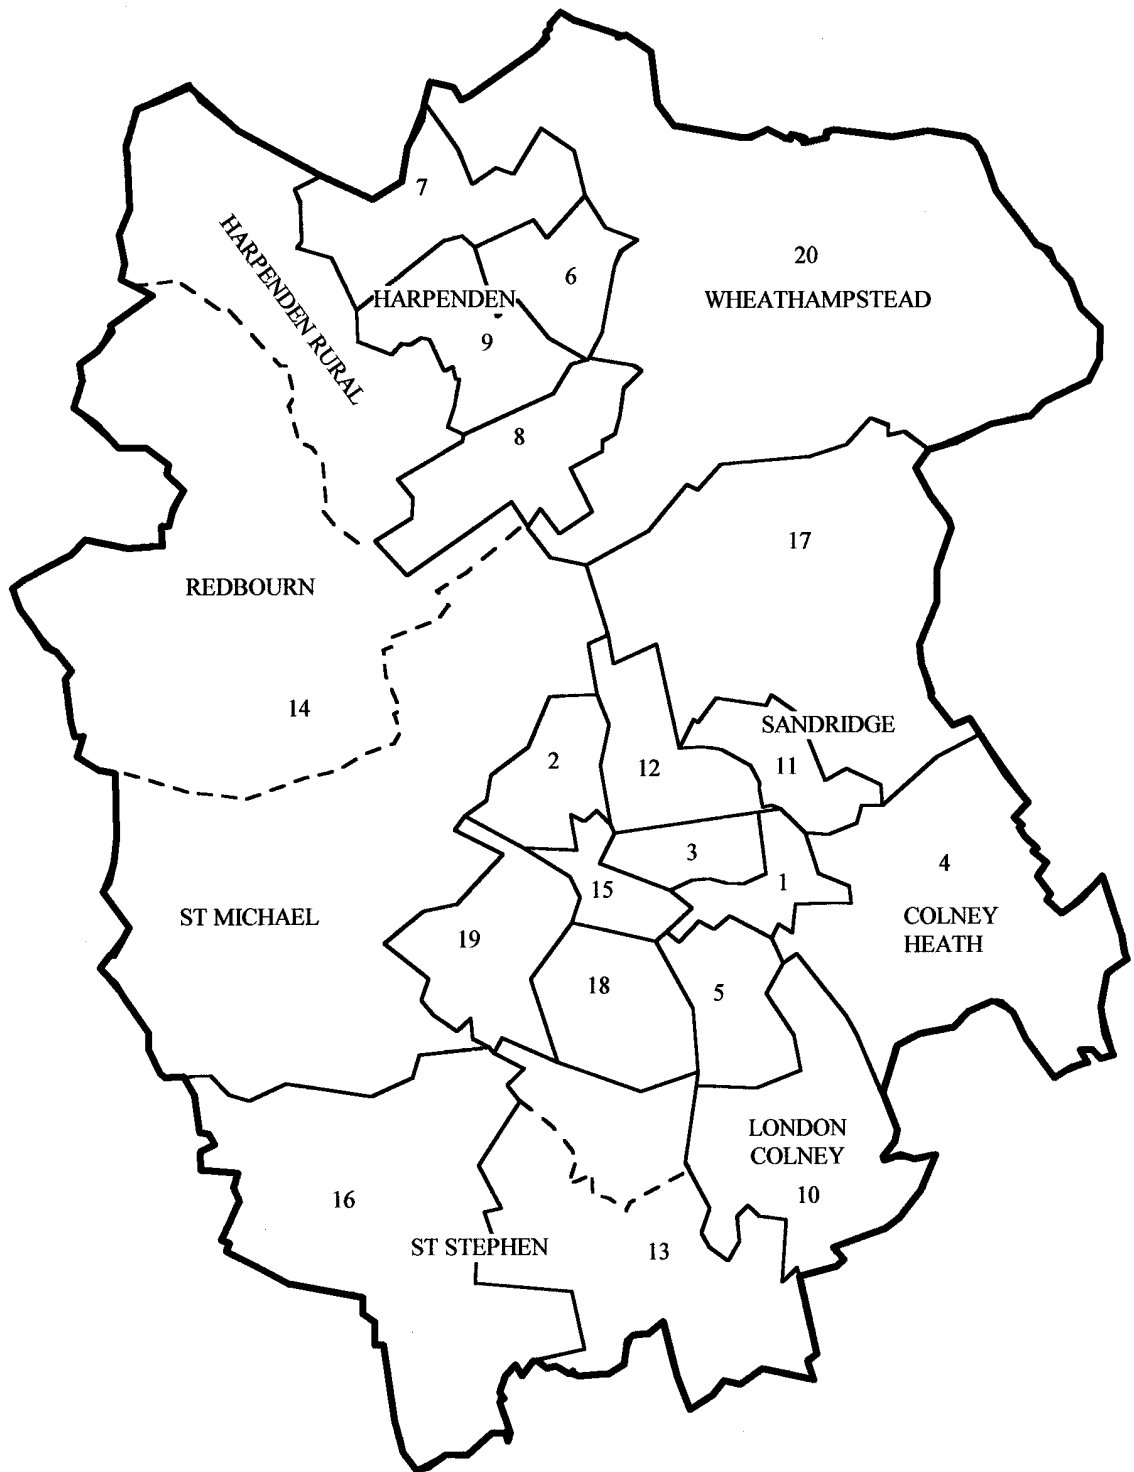 7
HARPENDEN RURAL
20
6
HARPENDEN
WHEATHAMPSTEAD
9
8
17
REDBOURN
14
SANDRIDGE
2
12
11
3
4
15
1
ST MICHAEL
COLNEY
HEATH
19
18
5
LONDON
COLNEY
16
10
ST STEPHEN
13